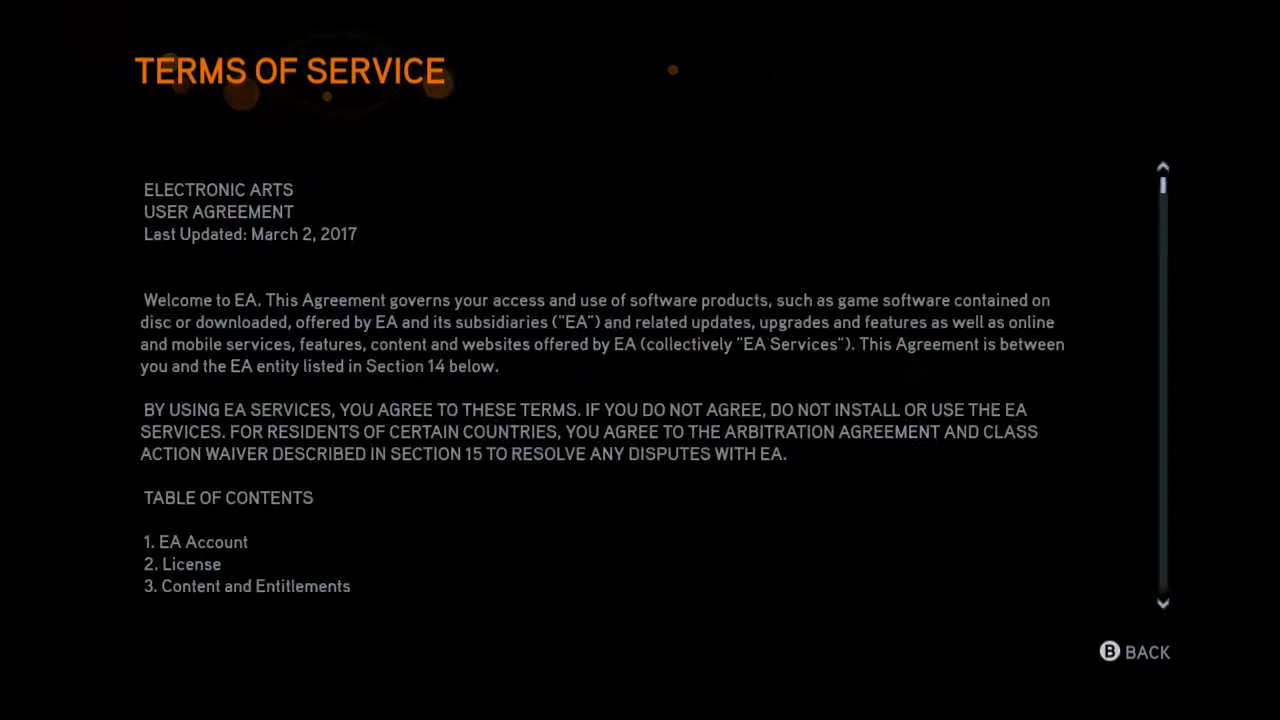 TERMS OF SERVICE
ELECTRONIC ARTS
USER AGREEMENT
Last Updated: March 2, 2017
Welcome to EA. This Agreement governs your access and use of software products, such as game software contained on
disc or downloaded, offered by EA and its subsidiaries ("EA") and related updates, upgrades and features as well as online
and mobile services, features, content and websites offered by EA (collectively "EA Services"). This Agreement is between
you and the EA entity listed in Section 14 below.
BY USING EA SERVICES, YOU AGREE TO THESE TERMS. IF YOU DO NOT AGREE, DO NOT INSTALL OR USE THE EA
SERVICES. FOR RESIDENTS OF CERTAIN COUNTRIES, YOU AGREE TO THE ARBITRATION AGREEMENT AND CLASS
ACTION WAIVER DESCRIBED IN SECTION 15 TO RESOLVE ANY DISPUTES WITH EA.
TABLE OF CONTENTS
1. EA Account
2. License
3. Content and Entitlements
B BACK